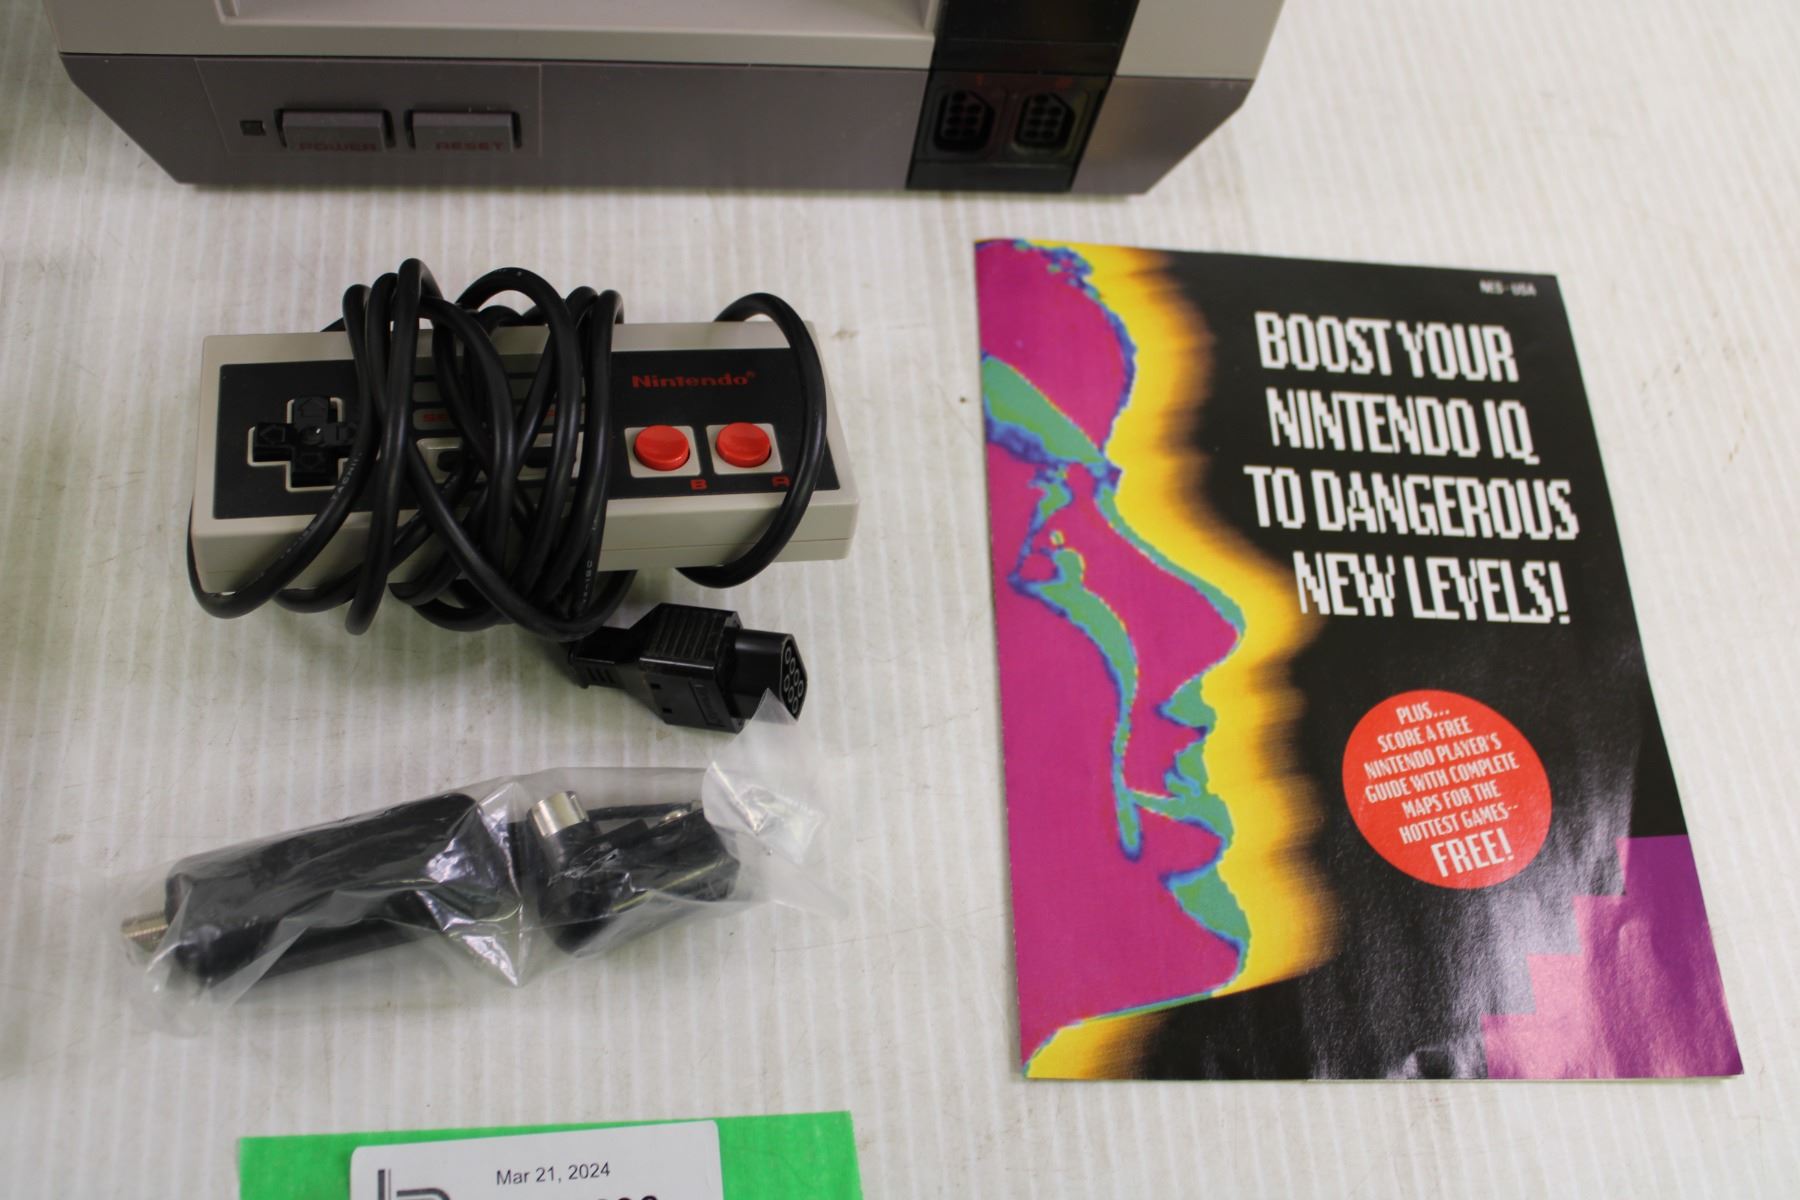 POWER
RESET
Nintendo®
B
A
NES-USA
BOOST YOUR
NINTENDO IQ
TO DANGEROUS
NEW LEVELS!
PLUS...
SCORE A FREE
NINTENDO PLAYER'S
GUIDE WITH COMPLETE
MAPS FOR THE
HOTTEST GAMES--
FREE!
Mar 21, 2024